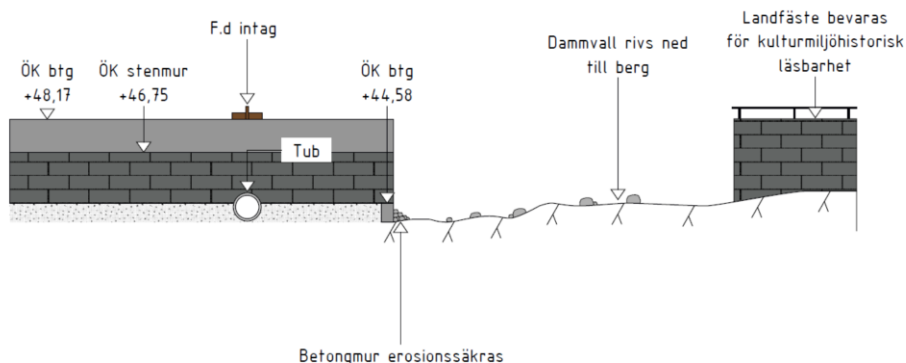 F.d intag
Landfäste bevaras
för kulturmiljöhistorisk
läsbarhet
Dammvall rivs ned
till berg
ÖK btg
+48,17
ÖK stenmur
+46,75
ÖK btg
+44,58
Tub
Betongmur erosionssäkras